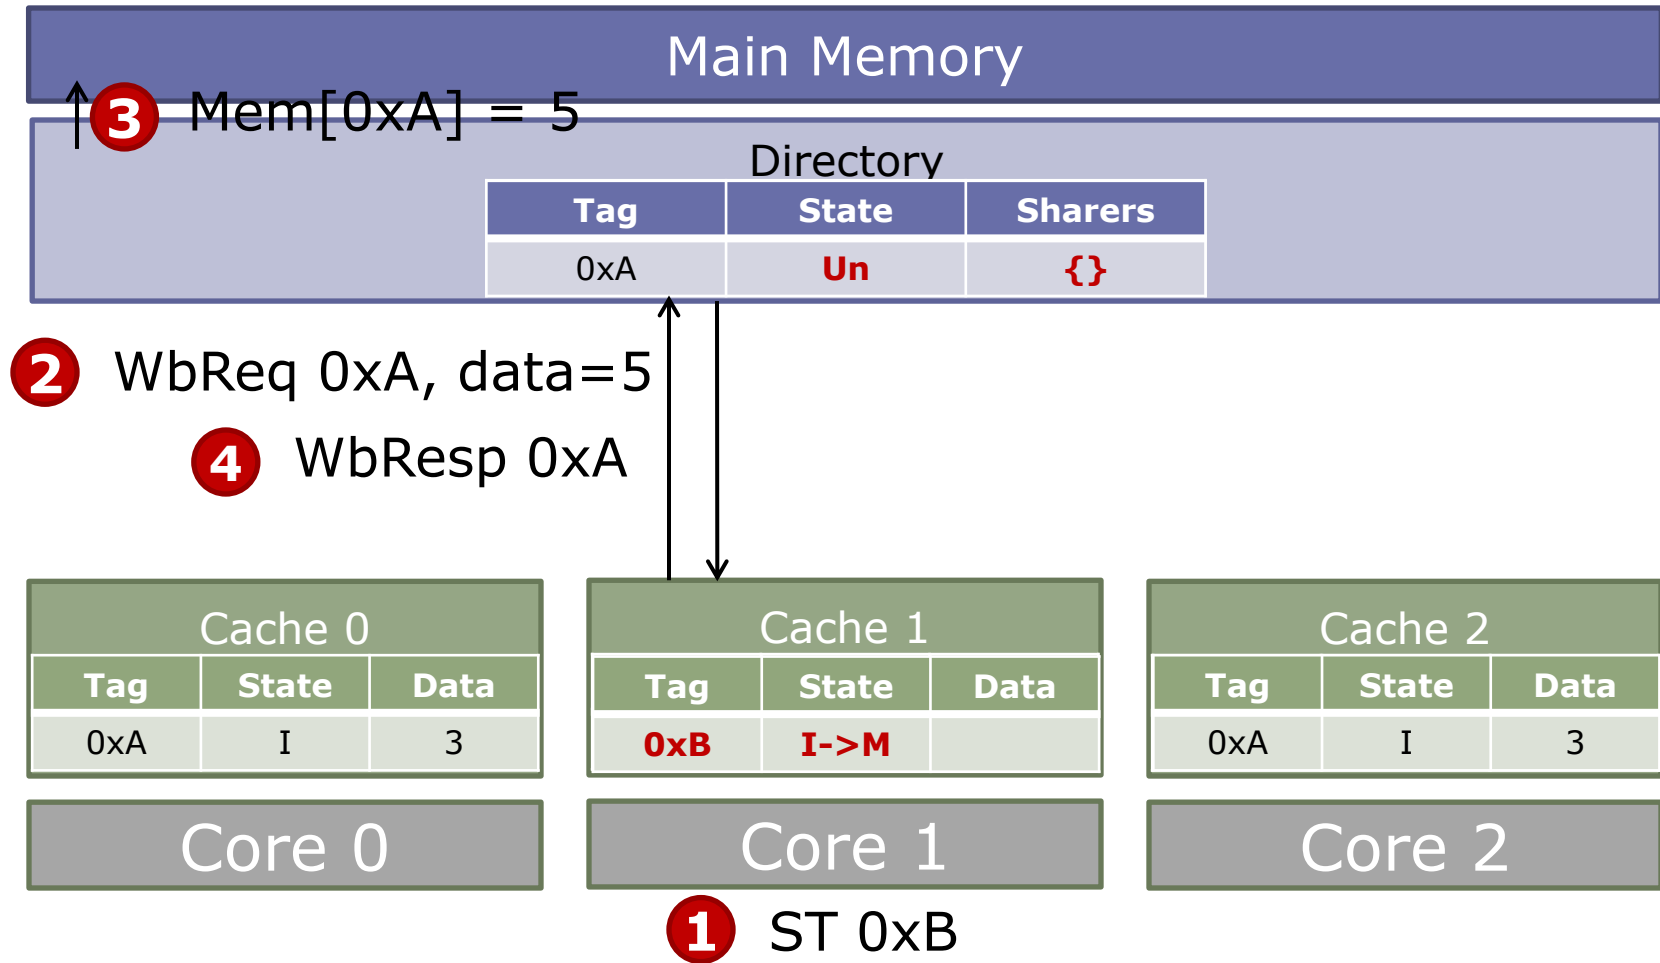 Main Memory
3 Mem[0xA] = 5
Directory
Tag State Sharers
0xA Un {}
2 WbReq 0xA, data=5
4 WbResp 0xA
Cache 0 Cache 1 Cache 2
Tag State Data Tag State Data Tag State Data
0xA I 3 0xB I->M 0xA I 3
Core 0 Core 1 Core 2
1 ST 0xB